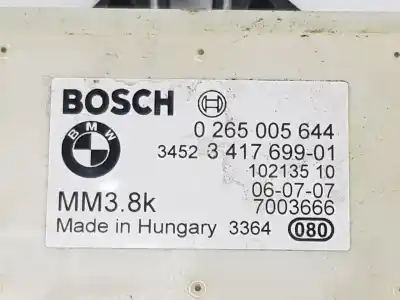 BOSCH
BMW
0 265 005 644
3452 3 417 699-01
102135 10
06-07-07
MM3.8k 7003666
Made in Hungary 3364 080